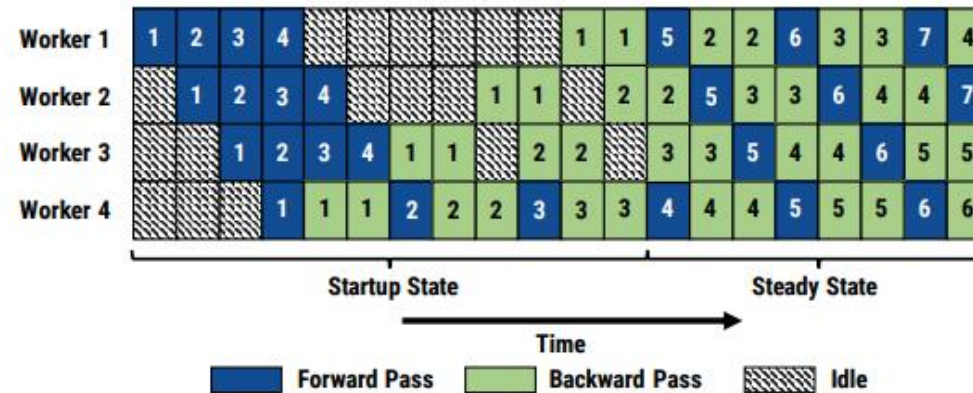 Worker 1 1 2 3 4 1 1 5 2 2 6 3 3 7 4
Worker 2 1 2 3 4 1 1 2 2 5 3 3 6 4 4 7
Worker 3 1 2 3 4 1 1 2 2 3 3 5 4 4 6 5 5
Worker 4 1 1 1 2 2 2 3 3 3 4 4 4 5 5 5 6 6
Startup State Steady State
Time
Forward Pass Backward Pass Idle